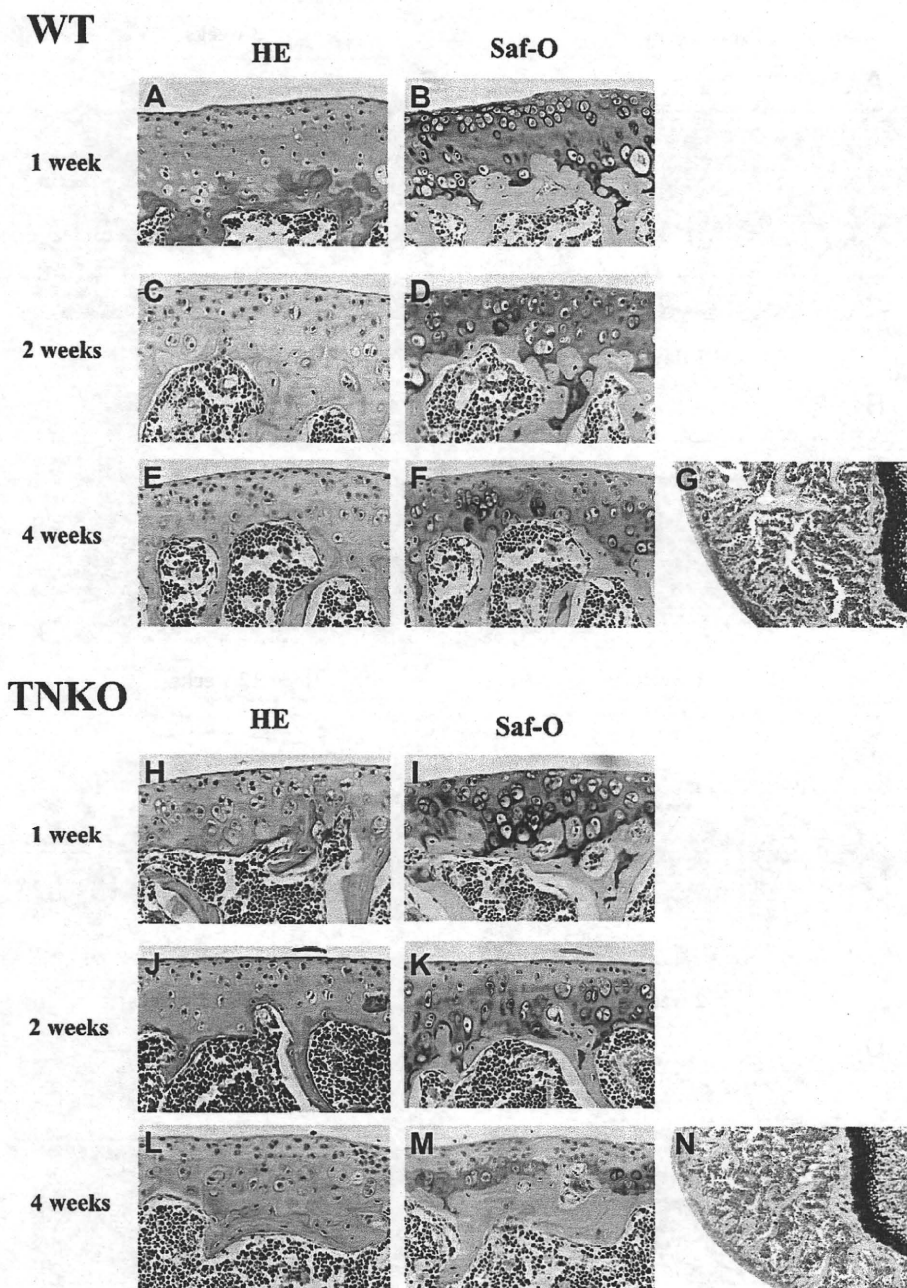 WT
HE Saf-O
A B
1 week
C D
2 weeks
E F G
4 weeks
TNKO
HE Saf-O
H I
1 week
J K
2 weeks
L M N
4 weeks